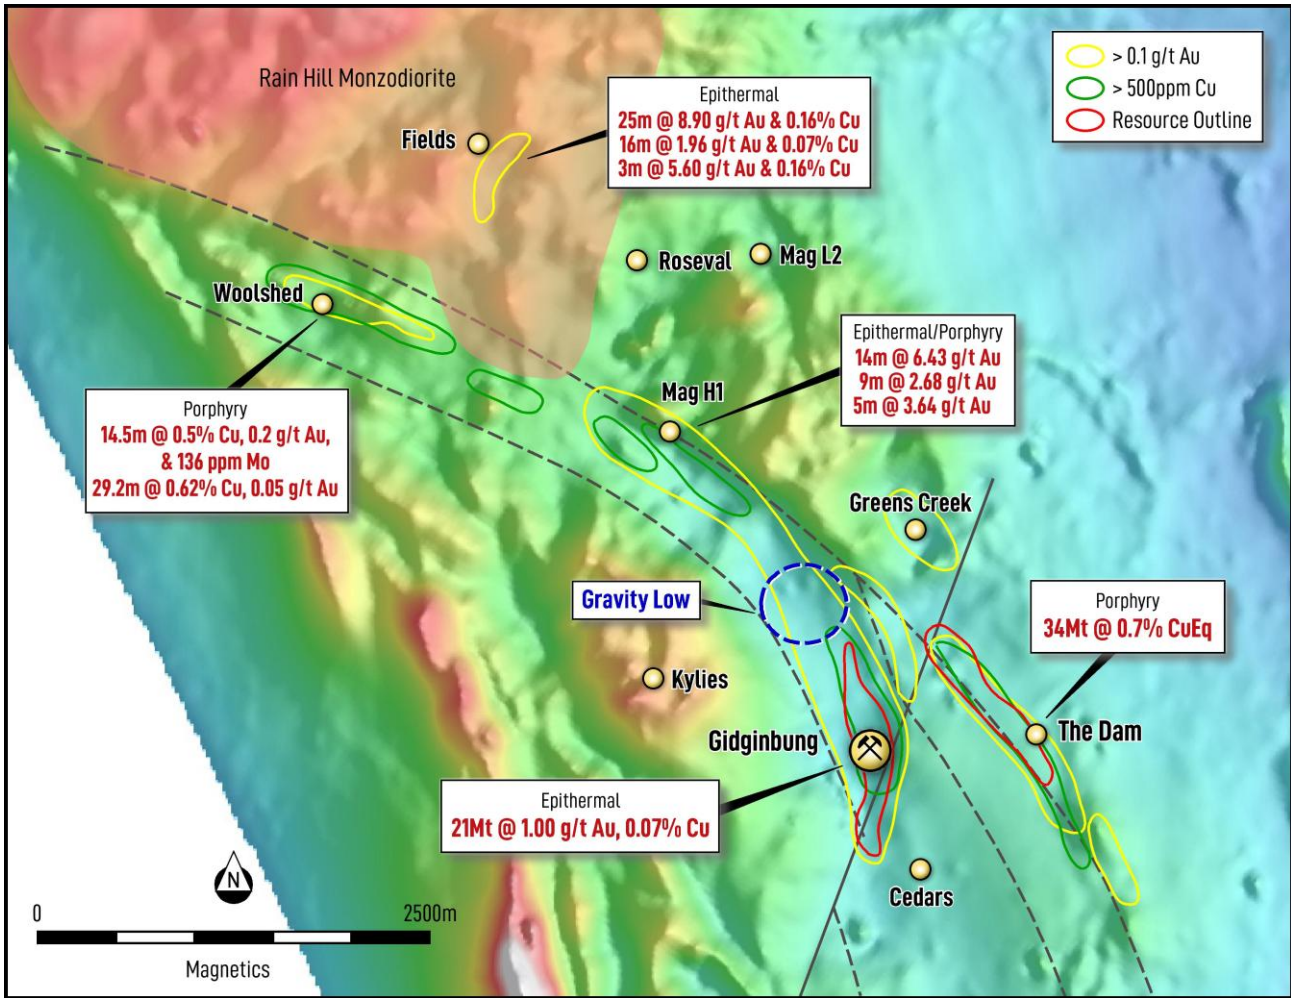 Rain Hill Monzodiorite
> 0.1 g/t Au
> 500ppm Cu
Resource Outline
Epithermal
25m @ 8.90 g/t Au & 0.16% Cu
16m @ 1.96 g/t Au & 0.07% Cu
3m @ 5.60 g/t Au & 0.16% Cu
Fields
Roseval
Mag L2
Woolshed
Epithermal/Porphyry
14m @ 6.43 g/t Au
9m @ 2.68 g/t Au
5m @ 3.64 g/t Au
Mag H1
Porphyry
14.5m @ 0.5% Cu, 0.2 g/t Au,
& 136 ppm Mo
29.2m @ 0.62% Cu, 0.05 g/t Au
Greens Creek
Gravity Low
Porphyry
34Mt @ 0.7% CuEq
Kylies
Gidginbung
The Dam
Epithermal
21Mt @ 1.00 g/t Au, 0.07% Cu
Cedars
N
0
2500m
Magnetics